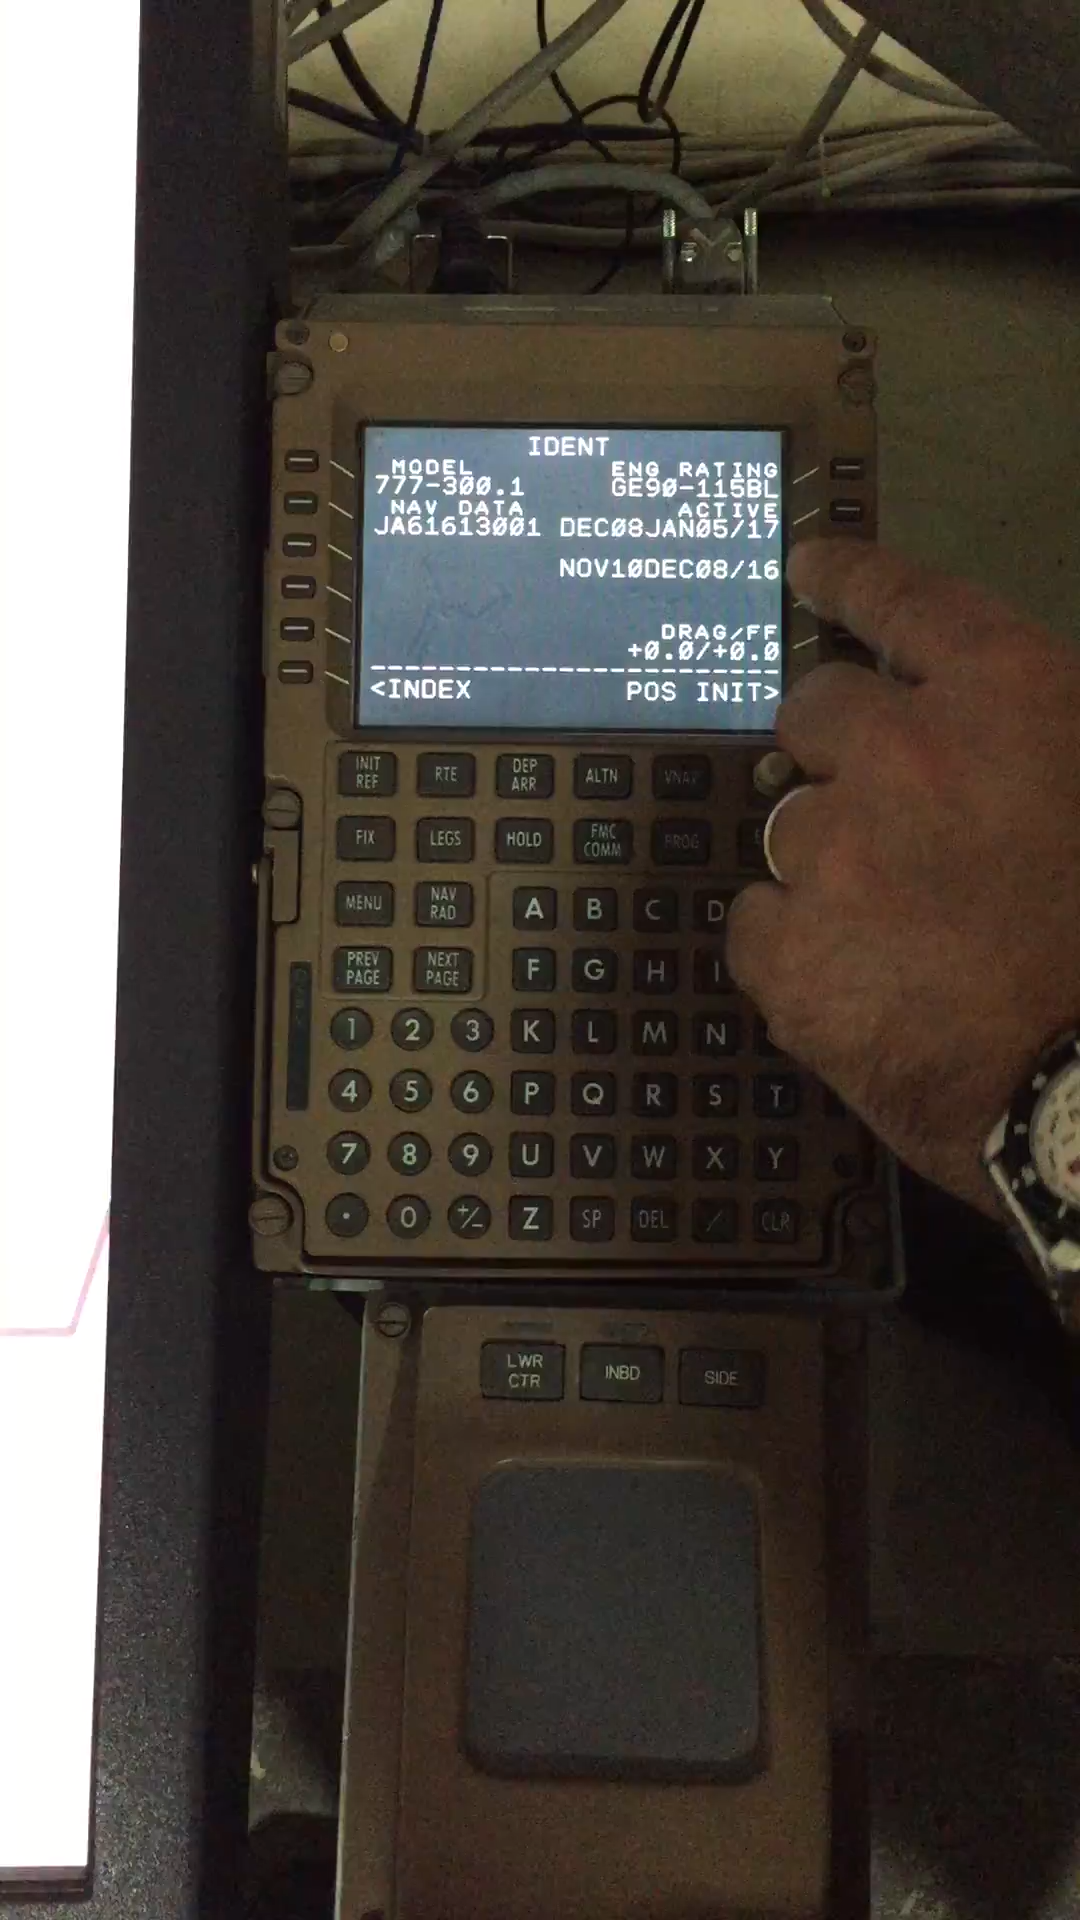 IDENT
MODEL ENG RATING
777-300.1 GE90-115BL
NAV DATA ACTIVE
JA61613001 DEC08JAN05/17
NOV10DEC08/16
DRAG/FF
+0.0/+0.0
<INDEX POS INIT>
INIT REF
RTE
DEP ARR
ALTN
VNAV
FIX
LEGS
HOLD
FMC COMM
PROG
MENU
NAV RAD
A B C D
PREV PAGE
NEXT PAGE
F G H I
1 2 3 K L M N
4 5 6 P Q R S T
7 8 9 U V W X Y
. 0 +/- Z SP DEL / CLR
LWR CTR
INBD
SIDE